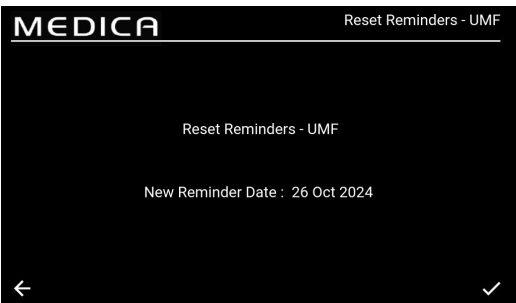 MEDICA
Reset Reminders - UMF
Reset Reminders - UMF
New Reminder Date : 26 Oct 2024